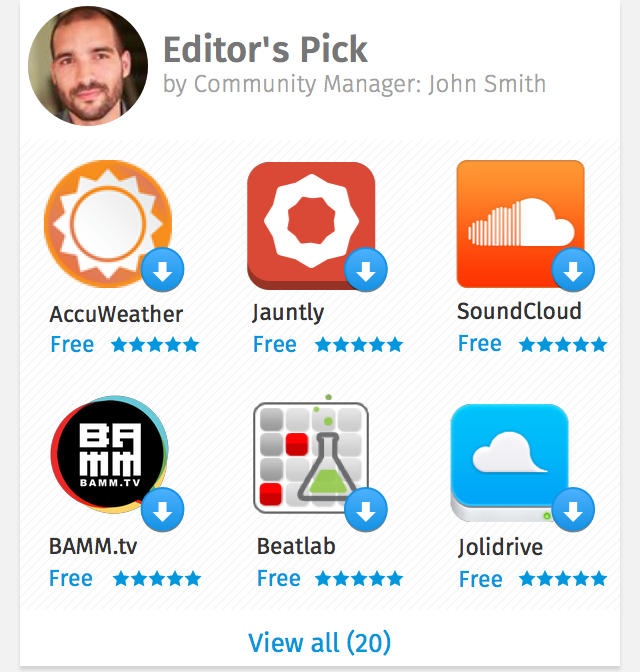 Editor's Pick
by Community Manager: John Smith
AccuWeather
Jauntly
SoundCloud
Free
Free
Free
BAMM
BAMM.TV
BAMM.tv
Beatlab
Jolidrive
Free
Free
Free
View all (20)